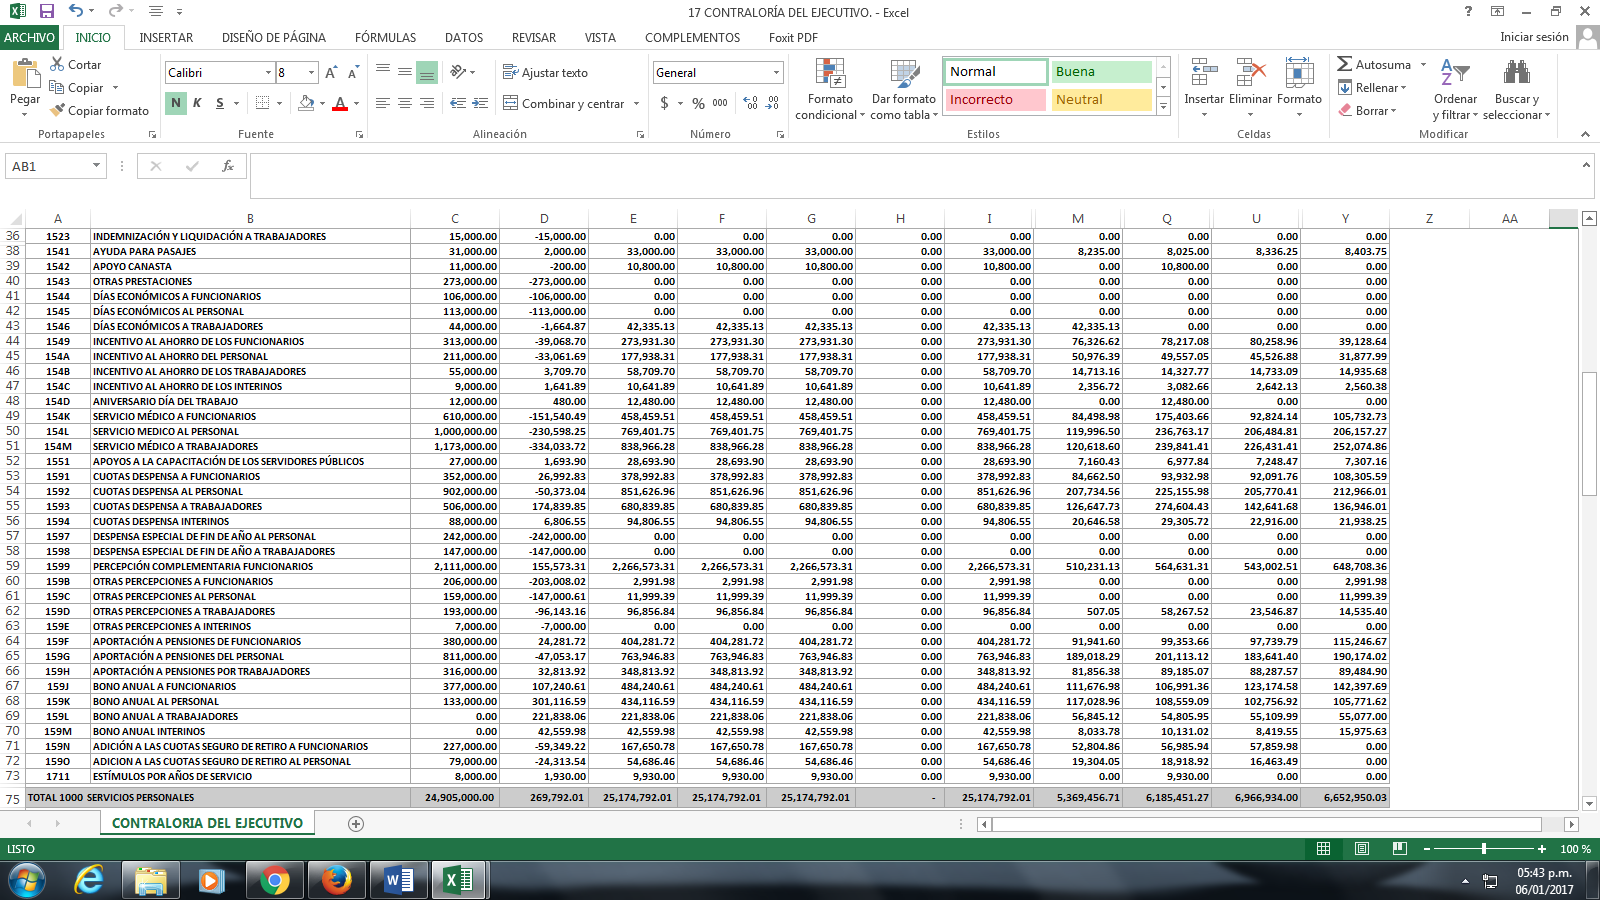 17 CONTRALORÍA DEL EJECUTIVO. - Excel
ARCHIVO INICIO INSERTAR DISEÑO DE PÁGINA FÓRMULAS DATOS REVISAR VISTA COMPLEMENTOS Foxit PDF Iniciar sesión
Pegar
Cortar
Copiar
Copiar formato
Portapapeles
Calibri 8
N K S
Fuente
Ajustar texto
Combinar y centrar
Alineación
General
$ % 000
Número
Formato condicional
Dar formato como tabla
Normal Buena
Incorrecto Neutral
Estilos
Insertar Eliminar Formato
Celdas
Autosuma
Rellenar
Borrar
Ordenar y filtrar
Buscar y seleccionar
Modificar
AB1 fx
A B C D E F G H I M Q U Y Z AA
36 1523 INDEMNIZACIÓN Y LIQUIDACIÓN A TRABAJADORES 15,000.00 -15,000.00 0.00 0.00 0.00 0.00 0.00 0.00 0.00 0.00 0.00
38 1541 AYUDA PARA PASAJES 31,000.00 2,000.00 33,000.00 33,000.00 33,000.00 0.00 33,000.00 8,235.00 8,025.00 8,336.25 8,403.75
39 1542 APOYO CANASTA 11,000.00 -200.00 10,800.00 10,800.00 10,800.00 0.00 10,800.00 0.00 10,800.00 0.00 0.00
40 1543 OTRAS PRESTACIONES 273,000.00 -273,000.00 0.00 0.00 0.00 0.00 0.00 0.00 0.00 0.00 0.00
41 1544 DÍAS ECONÓMICOS A FUNCIONARIOS 106,000.00 -106,000.00 0.00 0.00 0.00 0.00 0.00 0.00 0.00 0.00 0.00
42 1545 DÍAS ECONÓMICOS AL PERSONAL 113,000.00 -113,000.00 0.00 0.00 0.00 0.00 0.00 0.00 0.00 0.00 0.00
43 1546 DÍAS ECONÓMICOS A TRABAJADORES 44,000.00 -1,664.87 42,335.13 42,335.13 42,335.13 0.00 42,335.13 42,335.13 0.00 0.00 0.00
44 1549 INCENTIVO AL AHORRO DE LOS FUNCIONARIOS 313,000.00 -39,068.70 273,931.30 273,931.30 273,931.30 0.00 273,931.30 76,326.62 78,217.08 80,258.96 39,128.64
45 154A INCENTIVO AL AHORRO DEL PERSONAL 211,000.00 -33,061.69 177,938.31 177,938.31 177,938.31 0.00 177,938.31 50,976.39 49,557.05 45,526.88 31,877.99
46 154B INCENTIVO AL AHORRO DE LOS TRABAJADORES 55,000.00 3,709.70 58,709.70 58,709.70 58,709.70 0.00 58,709.70 14,713.16 14,327.77 14,733.09 14,935.68
47 154C INCENTIVO AL AHORRO DE LOS INTERINOS 9,000.00 1,641.89 10,641.89 10,641.89 10,641.89 0.00 10,641.89 2,356.72 3,082.66 2,642.13 2,560.38
48 154D ANIVERSARIO DÍA DEL TRABAJO 12,000.00 480.00 12,480.00 12,480.00 12,480.00 0.00 12,480.00 0.00 12,480.00 0.00 0.00
49 154K SERVICIO MÉDICO A FUNCIONARIOS 610,000.00 -151,540.49 458,459.51 458,459.51 458,459.51 0.00 458,459.51 84,498.98 175,403.66 92,824.14 105,732.73
50 154L SERVICIO MEDICO AL PERSONAL 1,000,000.00 -230,598.25 769,401.75 769,401.75 769,401.75 0.00 769,401.75 119,996.50 236,763.17 206,484.81 206,157.27
51 154M SERVICIO MÉDICO A TRABAJADORES 1,173,000.00 -334,033.72 838,966.28 838,966.28 838,966.28 0.00 838,966.28 120,618.60 239,841.41 226,431.41 252,074.86
52 1551 APOYOS A LA CAPACITACIÓN DE LOS SERVIDORES PÚBLICOS 27,000.00 1,693.90 28,693.90 28,693.90 28,693.90 0.00 28,693.90 7,160.43 6,977.84 7,248.47 7,307.16
53 1591 CUOTAS DESPENSA A FUNCIONARIOS 352,000.00 26,992.83 378,992.83 378,992.83 378,992.83 0.00 378,992.83 84,662.50 93,932.98 92,091.76 108,305.59
54 1592 CUOTAS DESPENSA AL PERSONAL 902,000.00 -50,373.04 851,626.96 851,626.96 851,626.96 0.00 851,626.96 207,734.56 225,155.98 205,770.41 212,966.01
55 1593 CUOTAS DESPENSA A TRABAJADORES 506,000.00 174,839.85 680,839.85 680,839.85 680,839.85 0.00 680,839.85 126,647.73 274,604.43 142,641.68 136,946.01
56 1594 CUOTAS DESPENSA INTERINOS 88,000.00 6,806.55 94,806.55 94,806.55 94,806.55 0.00 94,806.55 20,646.58 29,305.72 22,916.00 21,938.25
57 1597 DESPENSA ESPECIAL DE FIN DE AÑO AL PERSONAL 242,000.00 -242,000.00 0.00 0.00 0.00 0.00 0.00 0.00 0.00 0.00 0.00
58 1598 DESPENSA ESPECIAL DE FIN DE AÑO A TRABAJADORES 147,000.00 -147,000.00 0.00 0.00 0.00 0.00 0.00 0.00 0.00 0.00 0.00
59 1599 PERCEPCIÓN COMPLEMENTARIA FUNCIONARIOS 2,111,000.00 155,573.31 2,266,573.31 2,266,573.31 2,266,573.31 0.00 2,266,573.31 510,231.13 564,631.31 543,002.51 648,708.36
60 159B OTRAS PERCEPCIONES A FUNCIONARIOS 206,000.00 -203,008.02 2,991.98 2,991.98 2,991.98 0.00 2,991.98 0.00 0.00 0.00 2,991.98
61 159C OTRAS PERCEPCIONES AL PERSONAL 159,000.00 -147,000.61 11,999.39 11,999.39 11,999.39 0.00 11,999.39 0.00 0.00 0.00 11,999.39
62 159D OTRAS PERCEPCIONES A TRABAJADORES 193,000.00 -96,143.16 96,856.84 96,856.84 96,856.84 0.00 96,856.84 507.05 58,267.52 23,546.87 14,535.40
63 159E OTRAS PERCEPCIONES A INTERINOS 7,000.00 -7,000.00 0.00 0.00 0.00 0.00 0.00 0.00 0.00 0.00 0.00
64 159F APORTACIÓN A PENSIONES DE FUNCIONARIOS 380,000.00 24,281.72 404,281.72 404,281.72 404,281.72 0.00 404,281.72 91,941.60 99,353.66 97,739.79 115,246.67
65 159G APORTACIÓN A PENSIONES DEL PERSONAL 811,000.00 -47,053.17 763,946.83 763,946.83 763,946.83 0.00 763,946.83 189,018.29 201,113.12 183,641.40 190,174.02
66 159H APORTACIÓN A PENSIONES POR TRABAJADORES 316,000.00 32,813.92 348,813.92 348,813.92 348,813.92 0.00 348,813.92 81,856.38 89,185.07 88,287.57 89,484.90
67 159J BONO ANUAL A FUNCIONARIOS 377,000.00 107,240.61 484,240.61 484,240.61 484,240.61 0.00 484,240.61 111,676.98 106,991.36 123,174.58 142,397.69
68 159K BONO ANUAL AL PERSONAL 133,000.00 301,116.59 434,116.59 434,116.59 434,116.59 0.00 434,116.59 117,028.96 108,559.09 102,756.92 105,771.62
69 159L BONO ANUAL A TRABAJADORES 0.00 221,838.06 221,838.06 221,838.06 221,838.06 0.00 221,838.06 56,845.12 54,805.95 55,109.99 55,077.00
70 159M BONO ANUAL INTERINOS 0.00 42,559.98 42,559.98 42,559.98 42,559.98 0.00 42,559.98 8,033.78 10,131.02 8,419.55 15,975.63
71 159N ADICIÓN A LAS CUOTAS SEGURO DE RETIRO A FUNCIONARIOS 227,000.00 -59,349.22 167,650.78 167,650.78 167,650.78 0.00 167,650.78 52,804.86 56,985.94 57,859.98 0.00
72 159O ADICION A LAS CUOTAS SEGURO DE RETIRO AL PERSONAL 79,000.00 -24,313.54 54,686.46 54,686.46 54,686.46 0.00 54,686.46 19,304.05 18,918.92 16,463.49 0.00
73 1711 ESTÍMULOS POR AÑOS DE SERVICIO 8,000.00 1,930.00 9,930.00 9,930.00 9,930.00 0.00 9,930.00 0.00 9,930.00 0.00 0.00
75 TOTAL 1000 SERVICIOS PERSONALES 24,905,000.00 269,792.01 25,174,792.01 25,174,792.01 25,174,792.01 - 25,174,792.01 5,369,456.71 6,185,451.27 6,966,934.00 6,652,950.03
CONTRALORIA DEL EJECUTIVO
LISTO 100 %
05:43 p.m.
06/01/2017